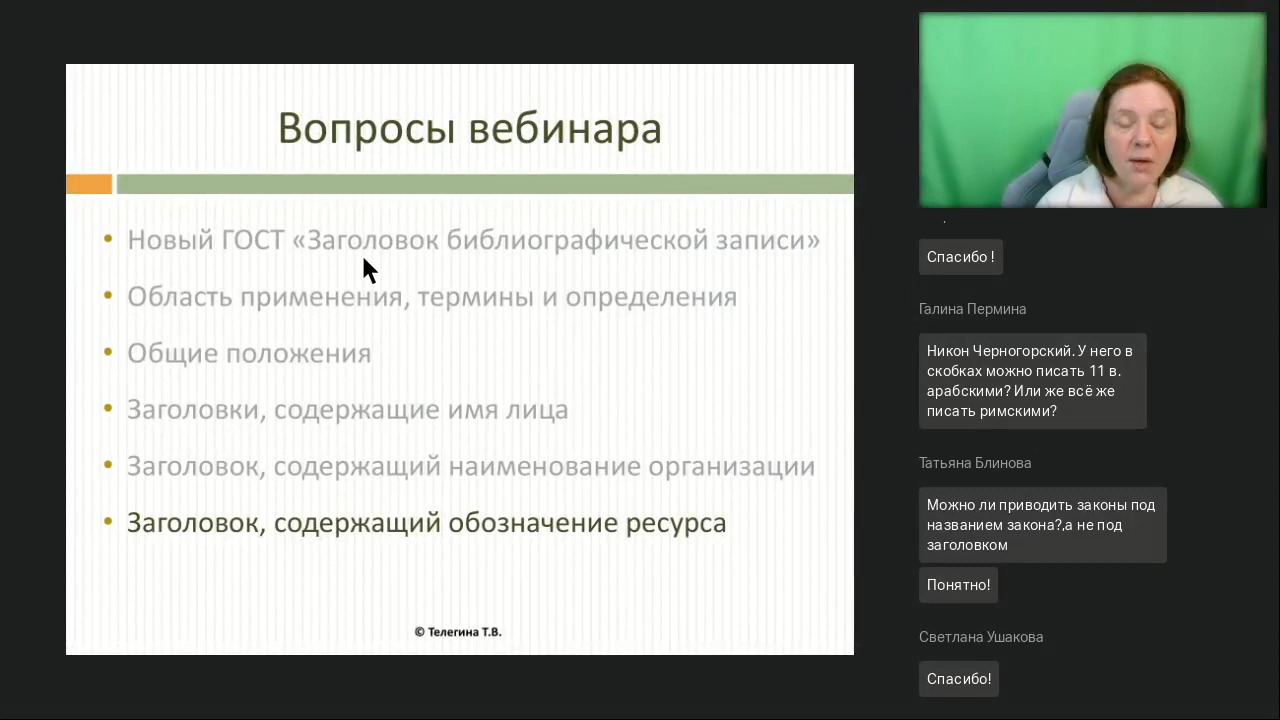 Вопросы вебинара
• Новый ГОСТ «Заголовок библиографической записи»
• Область применения, термины и определения
• Общие положения
• Заголовки, содержащие имя лица
• Заголовок, содержащий наименование организации
• Заголовок, содержащий обозначение ресурса
© Телегина Т.В.
Спасибо !
Галина Пермина
Никон Черногорский. У него в
скобках можно писать 11 в.
арабскими? Или же всё же
писать римскими?
Татьяна Блинова
Можно ли приводить законы под
названием закона?,а не под
заголовком
Понятно!
Светлана Ушакова
Спасибо!